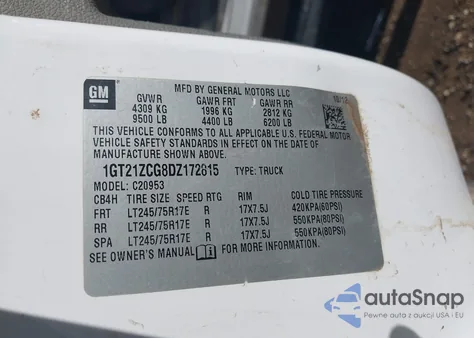 GM
MFD BY GENERAL MOTORS LLC
10/12
GVWR GAWR FRT GAWR RR
4309 KG 1996 KG 2812 KG
9500 LB 4400 LB 6200 LB
THIS VEHICLE CONFORMS TO ALL APPLICABLE U.S. FEDERAL MOTOR
VEHICLE SAFETY STANDARDS IN EFFECT ON THE DATE OF
MANUFACTURE SHOWN ABOVE.
1GT21ZCG8DZ172615 TYPE: TRUCK
MODEL: C20953
CB4H TIRE SIZE SPEED RTG RIM COLD TIRE PRESSURE
FRT LT245/75R17E R 17X7.5J 420KPA(60PSI)
RR LT245/75R17E R 17X7.5J 550KPA(80PSI)
SPA LT245/75R17E R 17X7.5J 550KPA(80PSI)
SEE OWNER'S MANUAL FOR MORE INFORMATION.
autoSnap
Pewne auto z aukcji USA i EU